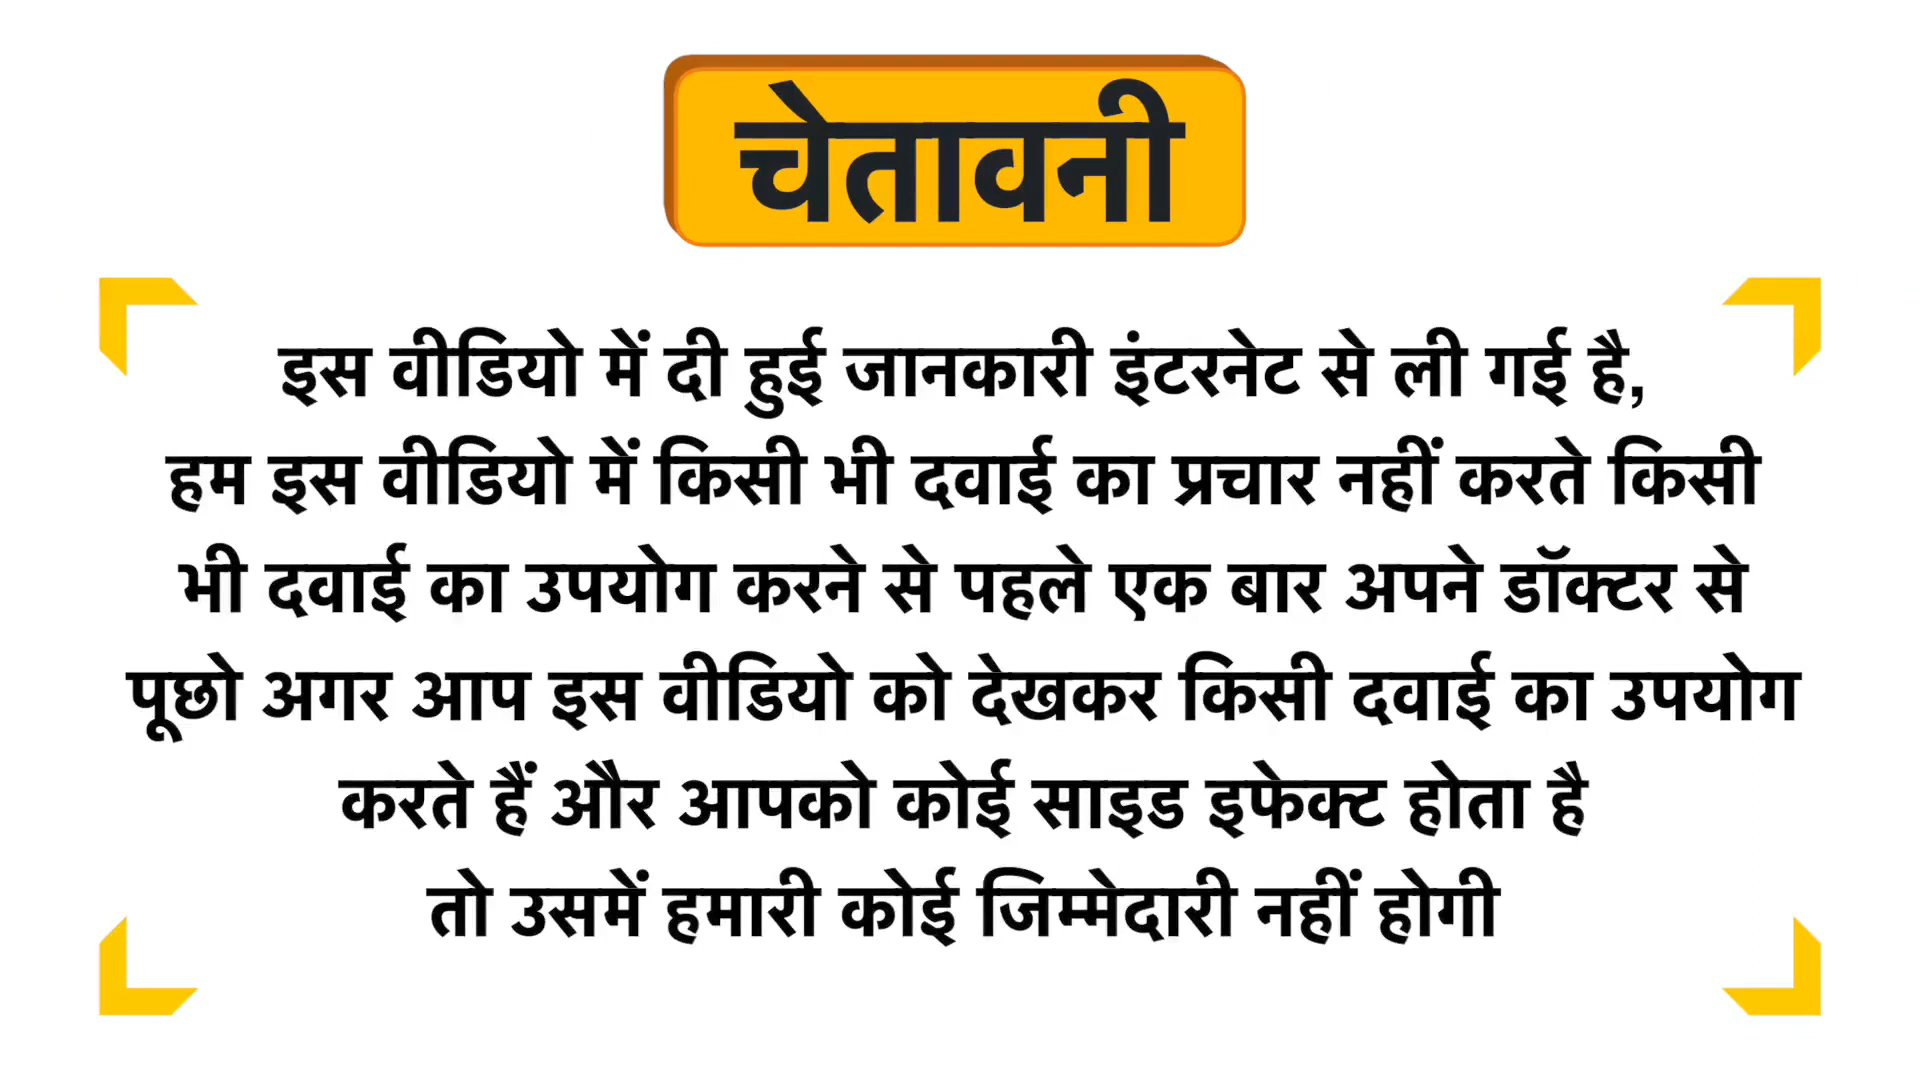 चेतावनी
इस वीडियो में दी हुई जानकारी इंटरनेट से ली गई है,
हम इस वीडियो में किसी भी दवाई का प्रचार नहीं करते किसी
भी दवाई का उपयोग करने से पहले एक बार अपने डॉक्टर से
पूछो अगर आप इस वीडियो को देखकर किसी दवाई का उपयोग
करते हैं और आपको कोई साइड इफेक्ट होता है
तो उसमें हमारी कोई जिम्मेदारी नहीं होगी